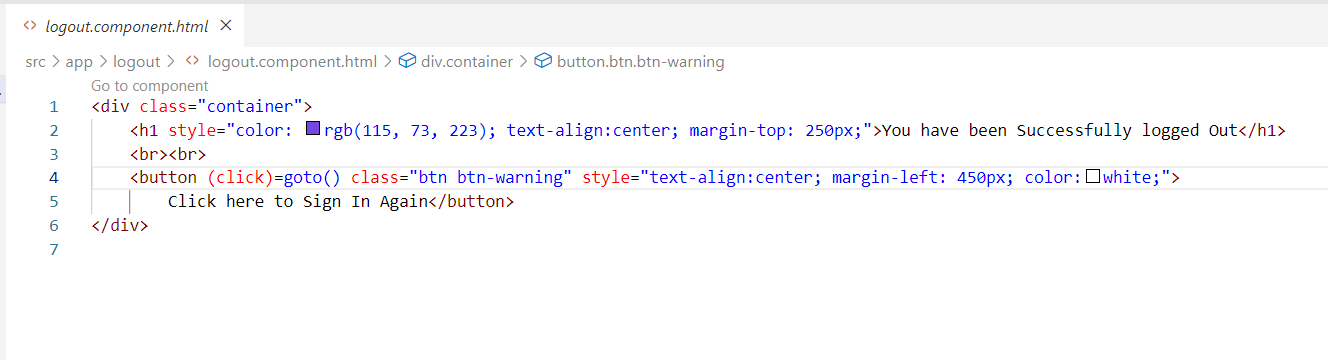 logout.component.html
src > app > logout > logout.component.html > div.container > button.btn.btn-warning
Go to component
1 <div class="container">
2 <h1 style="color: rgb(115, 73, 223); text-align:center; margin-top: 250px;">You have been Successfully logged Out</h1>
3 <br><br>
4 <button (click)=goto() class="btn btn-warning" style="text-align:center; margin-left: 450px; color:white;">
5 Click here to Sign In Again</button>
6 </div>
7